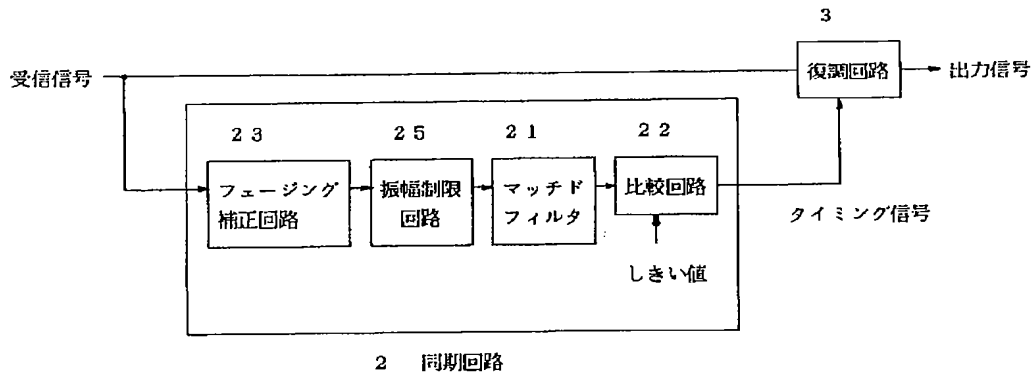 3
受信信号
復調回路
出力信号
23
25
21
22
フェージング
補正回路
振幅制限
回路
マッチド
フィルタ
比較回路
タイミング信号
しきい値
2 同期回路